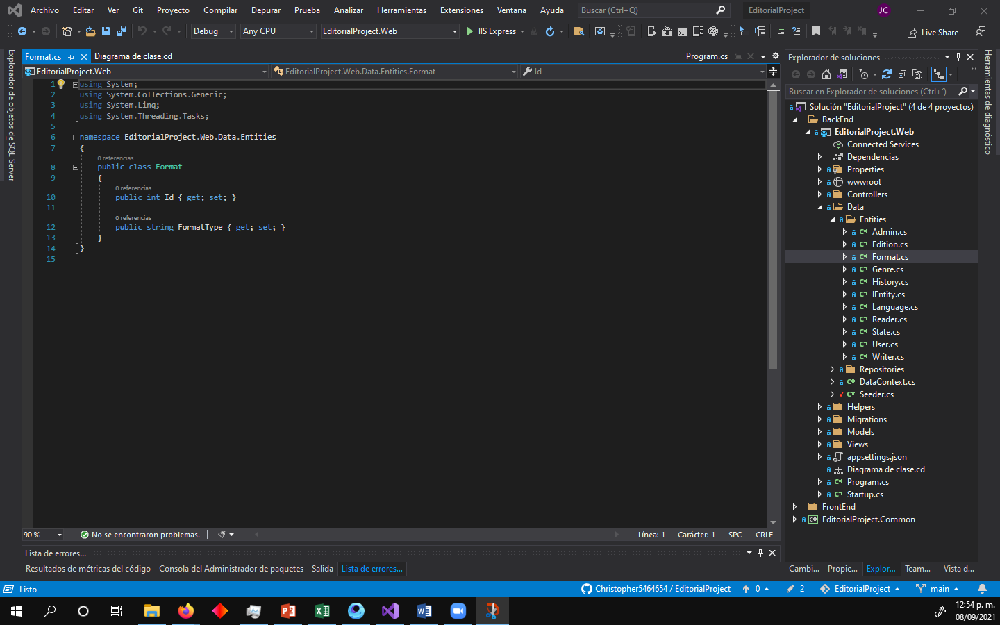 Archivo Editar Ver Git Proyecto Compilar Depurar Prueba Analizar Herramientas Extensiones Ventana Ayuda Buscar (Ctrl+Q) EditorialProject JC
Debug Any CPU EditorialProject.Web IIS Express Live Share
Explorador de objetos de SQL Server
Format.cs Diagrama de clase.cd Program.cs
EditorialProject.Web EditorialProject.Web.Data.Entities.Format Id
1 using System;
2 using System.Collections.Generic;
3 using System.Linq;
4 using System.Threading.Tasks;
5
6 namespace EditorialProject.Web.Data.Entities
7 {
0 referencias
8 public class Format
9 {
0 referencias
10 public int Id { get; set; }
11
0 referencias
12 public string FormatType { get; set; }
13 }
14 }
15
90 % No se encontraron problemas. Línea: 1 Carácter: 1 SPC CRLF
Lista de errores...
Resultados de métricas del código Consola del Administrador de paquetes Salida Lista de errores...
Explorador de soluciones
Buscar en Explorador de soluciones (Ctrl+´)
Solución "EditorialProject" (4 de 4 proyectos)
BackEnd
EditorialProject.Web
Connected Services
Dependencias
Properties
wwwroot
Controllers
Data
Entities
Admin.cs
Edition.cs
Format.cs
Genre.cs
History.cs
IEntity.cs
Language.cs
Reader.cs
State.cs
User.cs
Writer.cs
Repositories
DataContext.cs
Seeder.cs
Helpers
Migrations
Models
Views
appsettings.json
Diagrama de clase.cd
Program.cs
Startup.cs
FrontEnd
EditorialProject.Common
Cambi... Propie... Explor... Team... Vista d...
Herramientas de diagnóstico
Listo Christopher5464654 / EditorialProject 0 2 EditorialProject main
12:54 p. m.
08/09/2021